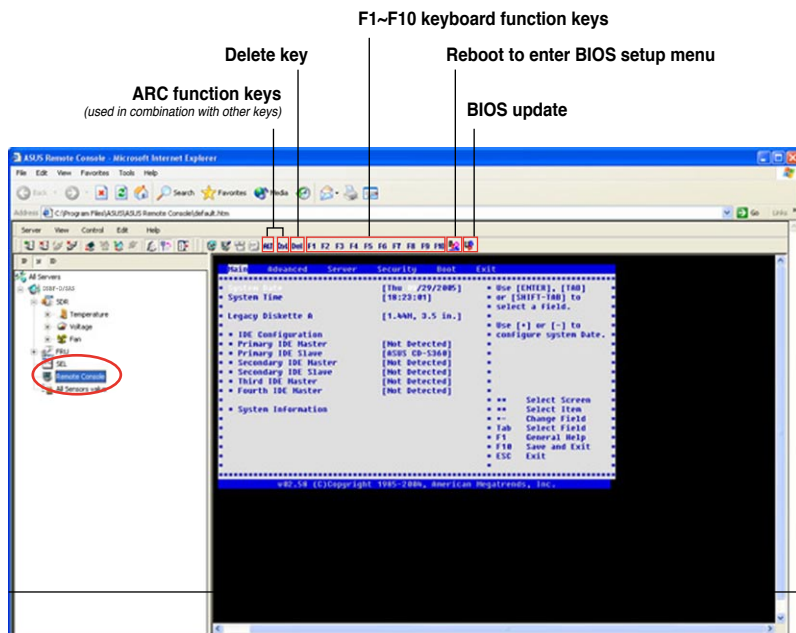 F1~F10 keyboard function keys
Delete key
Reboot to enter BIOS setup menu
ARC function keys
(used in combination with other keys)
BIOS update
ASUS Remote Console - Microsoft Internet Explorer
File Edit View Favorites Tools Help
Back Search Favorites Media
Address C:\Program Files\ASUS\ASUS Remote Console\default.htm Go Links
Server View Control Edit Help
Alt Ctrl Del F1 F2 F3 F4 F5 F6 F7 F8 F9 F10
All Servers
SDR
Temperature
Voltage
Fan
FRU
SEL
Remote Console
All Sensors value
Main Advanced Server Security Boot Exit
System Date [Thu /29/2005]
System Time [18:23:01]
Legacy Diskette A [1.44M, 3.5 in.]
IDE Configuration
Primary IDE Master [Not Detected]
Primary IDE Slave [ASUS CD-S360]
Secondary IDE Master [Not Detected]
Secondary IDE Slave [Not Detected]
Third IDE Master [Not Detected]
Fourth IDE Master [Not Detected]
System Information
Use [ENTER], [TAB]
or [SHIFT-TAB] to
select a field.
Use [+] or [-] to
configure system Date.
Select Screen
Select Item
+- Change Field
Tab Select Field
F1 General Help
F10 Save and Exit
ESC Exit
v02.58 (C)Copyright 1985-2004, American Megatrends, Inc.